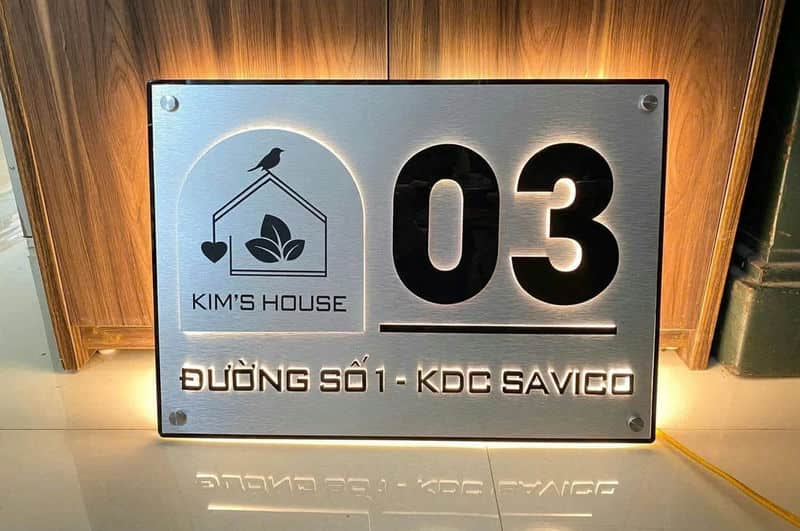 KIM'S HOUSE
03
ĐƯỜNG SỐ 1 - KDC SAVICO